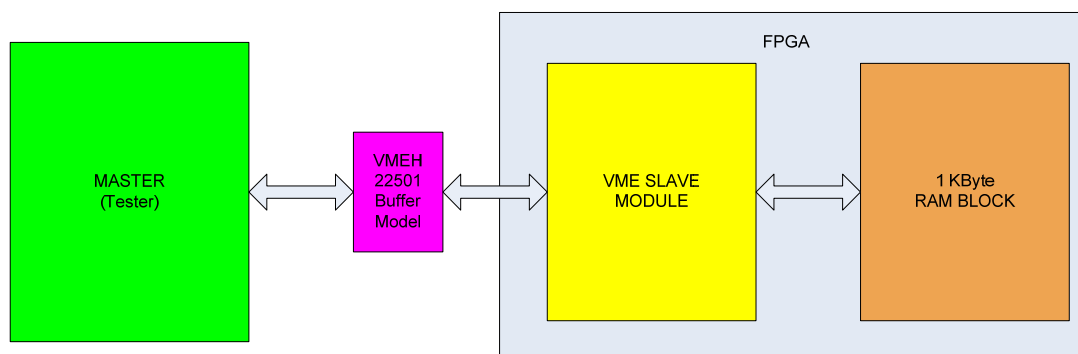 FPGA
MASTER
(Tester)
VMEH
22501
Buffer
Model
VME SLAVE
MODULE
1 KByte
RAM BLOCK